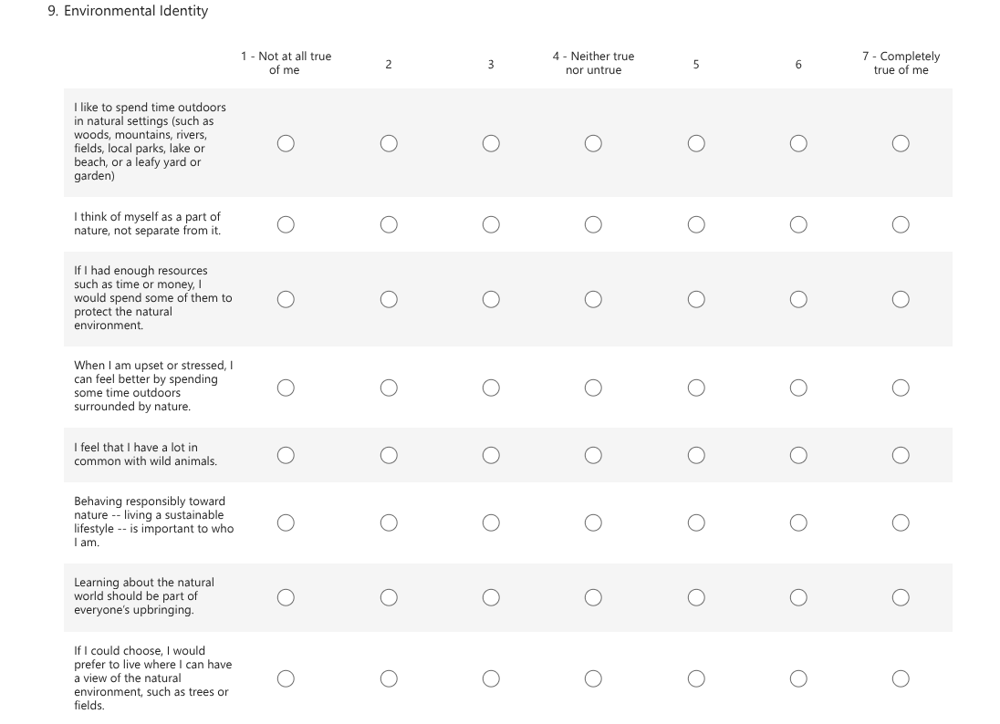 9. Environmental Identity
1 - Not at all true
of me
2
3
4 - Neither true
nor untrue
5
6
7 - Completely
true of me
I like to spend time outdoors
in natural settings (such as
woods, mountains, rivers,
fields, local parks, lake or
beach, or a leafy yard or
garden)
I think of myself as a part of
nature, not separate from it.
If I had enough resources
such as time or money, I
would spend some of them to
protect the natural
environment.
When I am upset or stressed, I
can feel better by spending
some time outdoors
surrounded by nature.
I feel that I have a lot in
common with wild animals.
Behaving responsibly toward
nature -- living a sustainable
lifestyle -- is important to who
I am.
Learning about the natural
world should be part of
everyone's upbringing.
If I could choose, I would
prefer to live where I can have
a view of the natural
environment, such as trees or
fields.